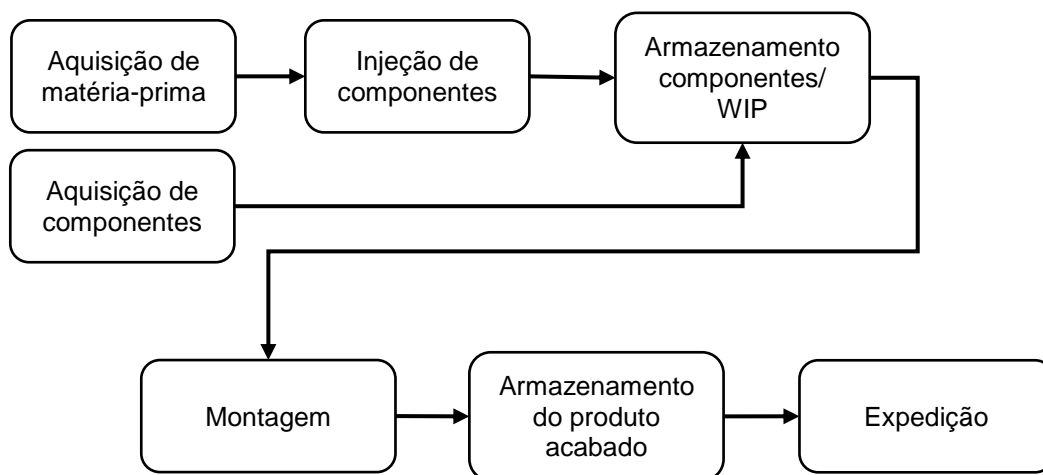 Aquisição de
matéria-prima
Injeção de
componentes
Armazenamento
componentes/
WIP
Aquisição de
componentes
Montagem
Armazenamento
do produto
acabado
Expedição